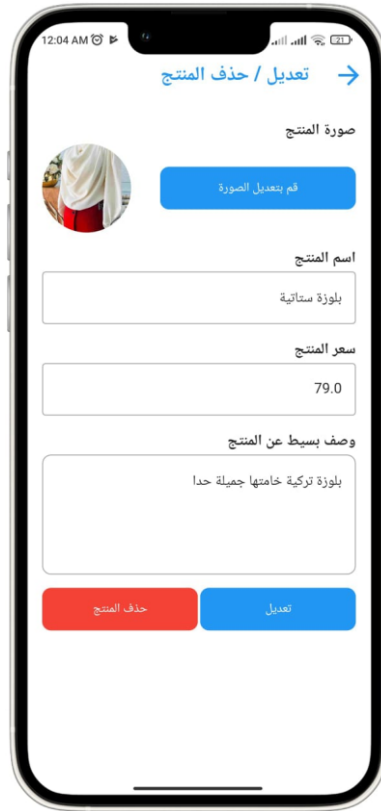 12:04 AM 21
تعديل / حذف المنتج
صورة المنتج
قم بتعديل الصورة
اسم المنتج
بلوزة ستاتية
سعر المنتج
79.0
وصف بسيط عن المنتج
بلوزة تركية خامتها جميلة حدا
تعديل
حذف المنتج